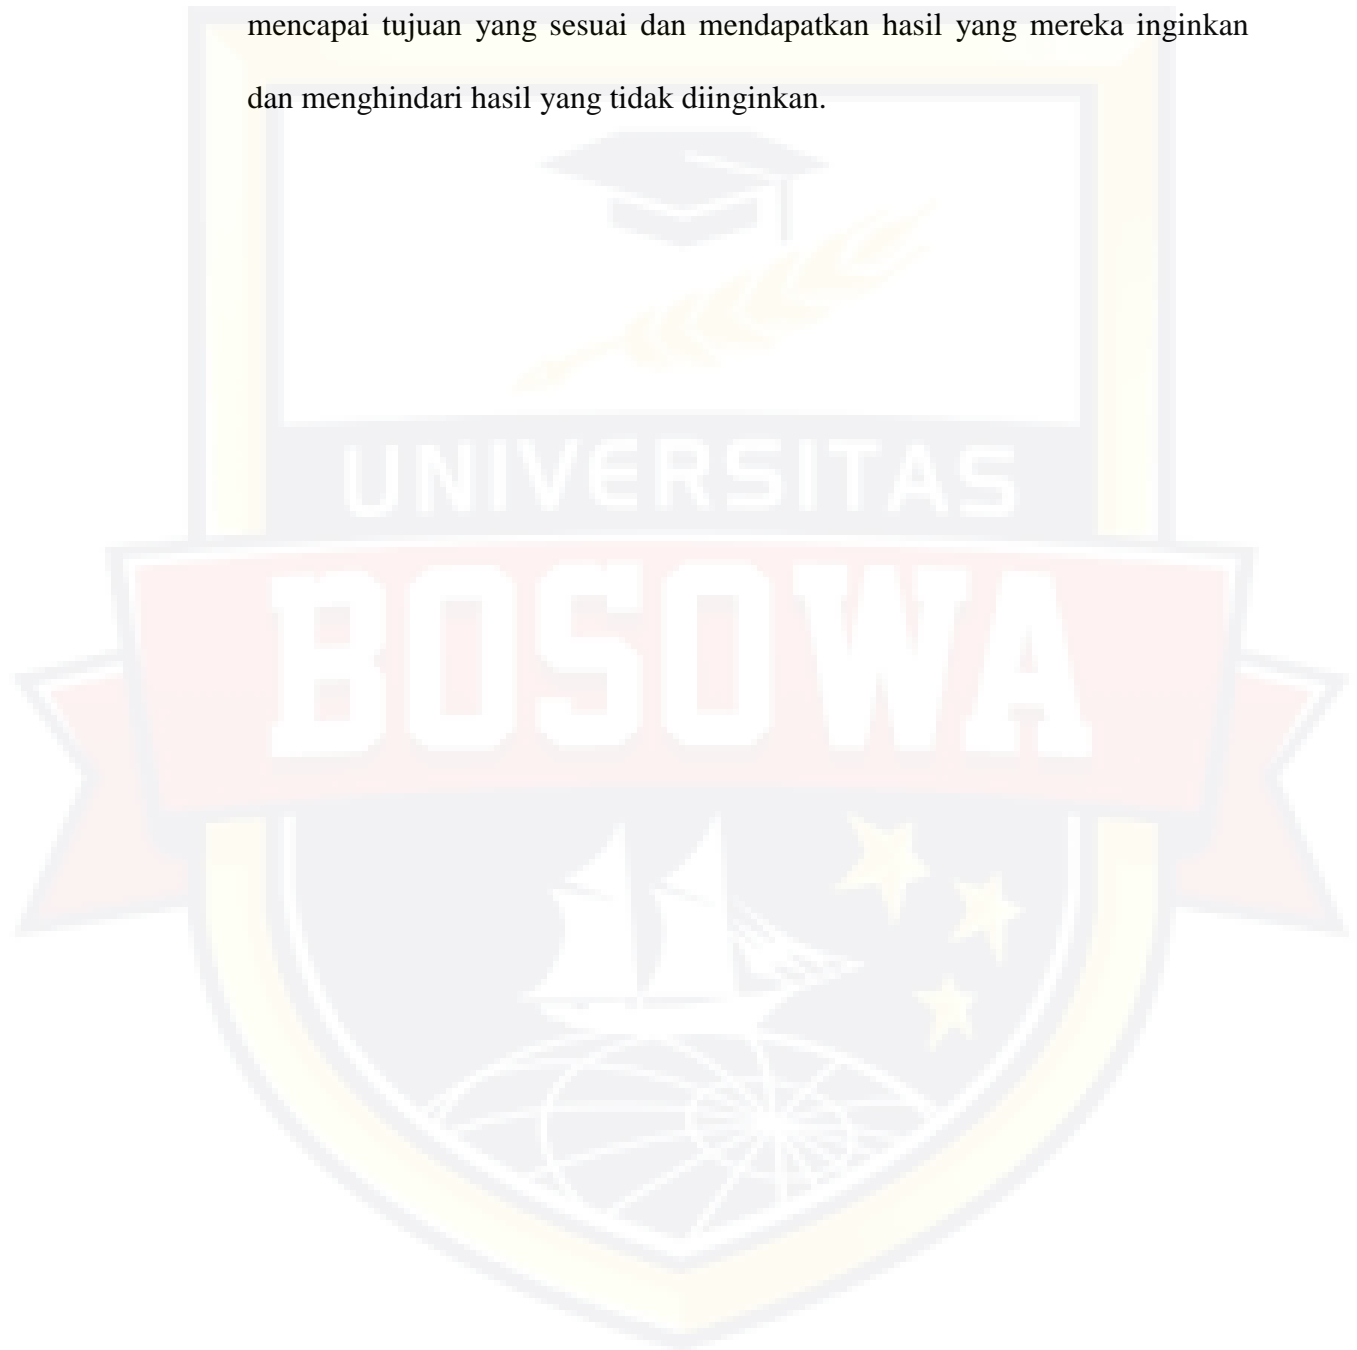 mencapai tujuan yang sesuai dan mendapatkan hasil yang mereka inginkan
dan menghindari hasil yang tidak diinginkan.
UNIVERSITAS
BOSOWA